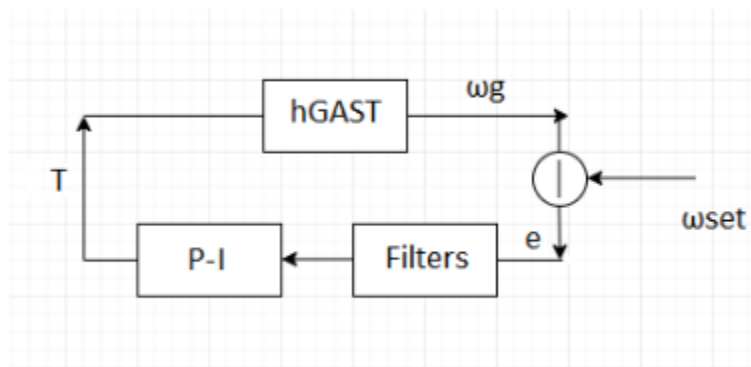 ωg
hGAST
T
ωset
e
P-I
Filters